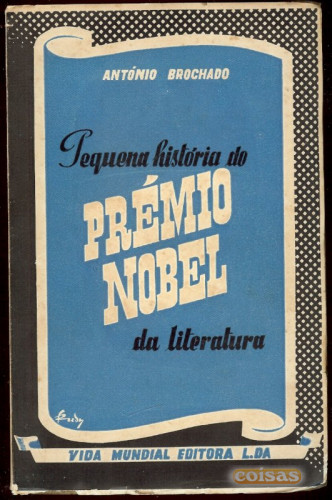 ANTÓNIO BROCHADO
Pequena história do
PRÉMIO
NOBEL
da literatura
VIDA MUNDIAL EDITORA L.DA
coisas